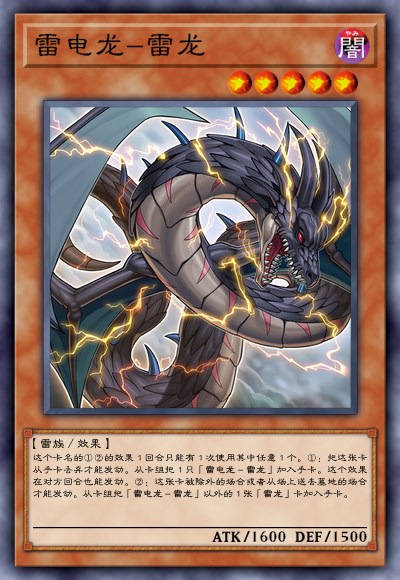 雷电龙－雷龙
やみ
闇
【雷族／效果】
这个卡名的①②的效果1回合只能有1次使用其中任意1个。①：把这张卡
从手卡丢弃才能发动。从卡组把1只「雷电龙－雷龙」加入手卡。这个效果
在对方回合也能发动。②：这张卡被除外的场合或者从场上送去墓地的场合
才能发动。从卡组把「雷电龙－雷龙」以外的1张「雷龙」卡加入手卡。
ATK/1600 DEF/1500